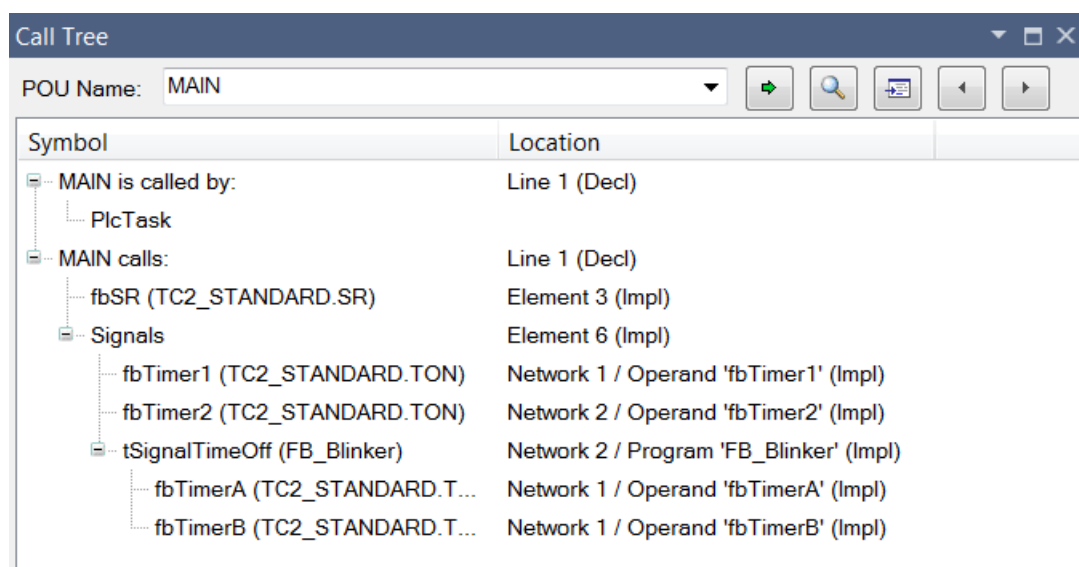 Call Tree
POU Name: MAIN
Symbol Location
MAIN is called by: Line 1 (Decl)
PlcTask
MAIN calls: Line 1 (Decl)
fbSR (TC2_STANDARD.SR) Element 3 (Impl)
Signals Element 6 (Impl)
fbTimer1 (TC2_STANDARD.TON) Network 1 / Operand 'fbTimer1' (Impl)
fbTimer2 (TC2_STANDARD.TON) Network 2 / Operand 'fbTimer2' (Impl)
tSignalTimeOff (FB_Blinker) Network 2 / Program 'FB_Blinker' (Impl)
fbTimerA (TC2_STANDARD.T... Network 1 / Operand 'fbTimerA' (Impl)
fbTimerB (TC2_STANDARD.T... Network 1 / Operand 'fbTimerB' (Impl)